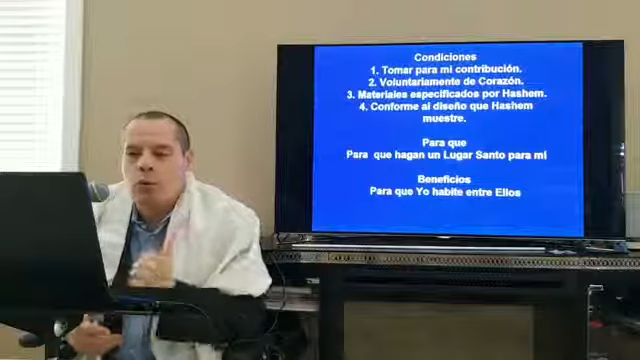 Condiciones
1. Tomar para mi contribución.
2. Voluntariamente de Corazón.
3. Materiales especificados por Hashem.
4. Conforme al diseño que Hashem
muestre.
Para que
Para que hagan un Lugar Santo para mi
Beneficios
Para que Yo habite entre Ellos